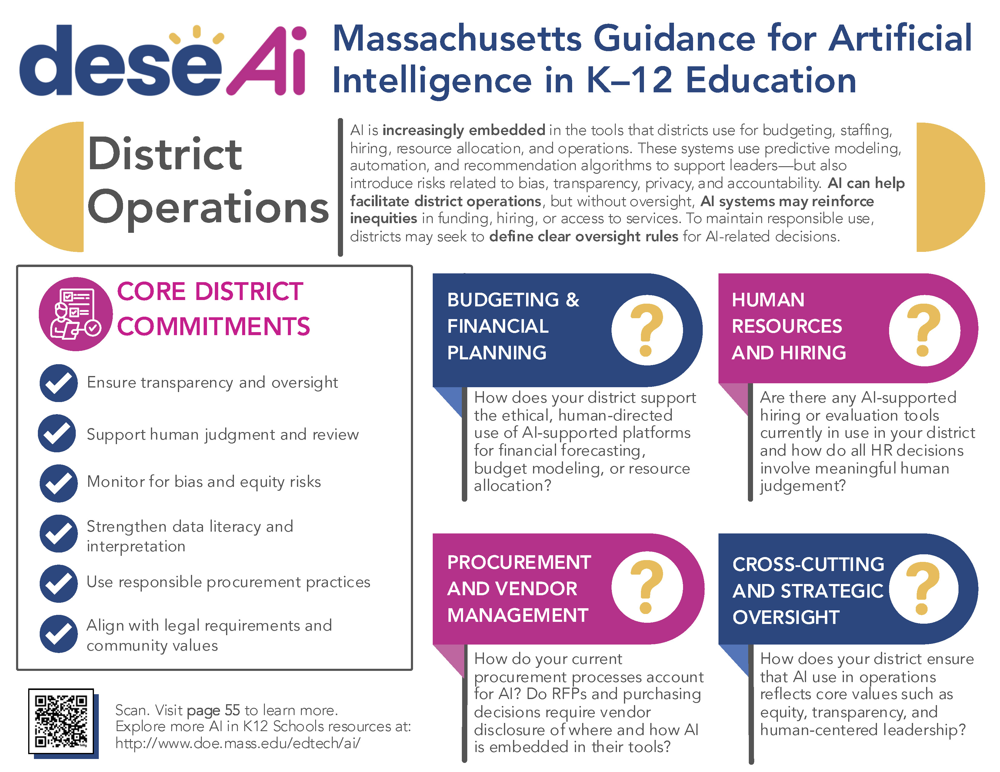 dese Ai
Massachusetts Guidance for Artificial
Intelligence in K–12 Education
District
Operations
AI is increasingly embedded in the tools that districts use for budgeting, staffing,
hiring, resource allocation, and operations. These systems use predictive modeling,
automation, and recommendation algorithms to support leaders—but also
introduce risks related to bias, transparency, privacy, and accountability. AI can help
facilitate district operations, but without oversight, AI systems may reinforce
inequities in funding, hiring, or access to services. To maintain responsible use,
districts may seek to define clear oversight rules for AI-related decisions.
CORE DISTRICT
COMMITMENTS
Ensure transparency and oversight
Support human judgment and review
Monitor for bias and equity risks
Strengthen data literacy and
interpretation
Use responsible procurement practices
Align with legal requirements and
community values
bitly
Scan. Visit page 55 to learn more.
Explore more AI in K12 Schools resources at:
http://www.doe.mass.edu/edtech/ai/
BUDGETING &
FINANCIAL
PLANNING
?
How does your district support
the ethical, human-directed
use of AI-supported platforms
for financial forecasting,
budget modeling, or resource
allocation?
HUMAN
RESOURCES
AND HIRING
?
Are there any AI-supported
hiring or evaluation tools
currently in use in your district
and how do all HR decisions
involve meaningful human
judgement?
PROCUREMENT
AND VENDOR
MANAGEMENT
?
How do your current
procurement processes account
for AI? Do RFPs and purchasing
decisions require vendor
disclosure of where and how AI
is embedded in their tools?
CROSS-CUTTING
AND STRATEGIC
OVERSIGHT
?
How does your district ensure
that AI use in operations
reflects core values such as
equity, transparency, and
human-centered leadership?